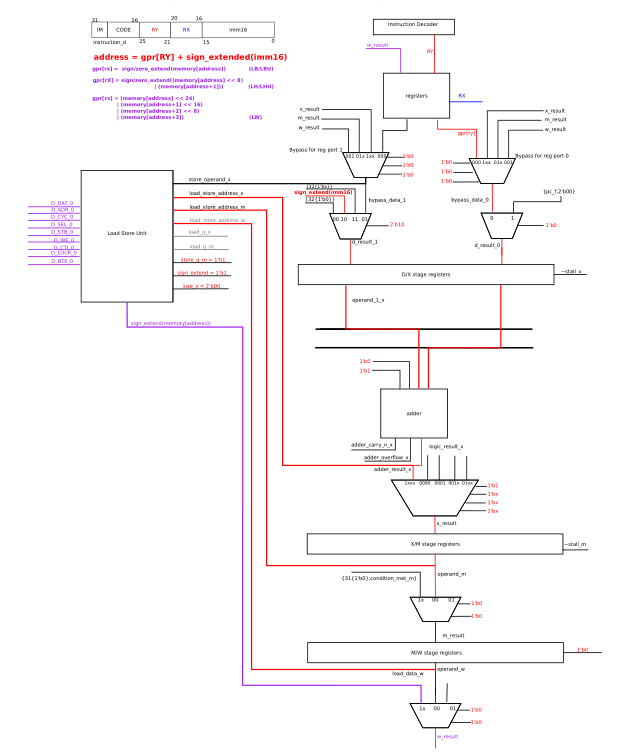 31 26 20 16
IM CODE RY RX imm16
instruction_d 25 21 15 0
address = gpr[RY] + sign_extended(imm16)
gpr[rx] = sign/zero_extend(memory[address]) (LB/LBU)
gpr[rX] = sign/zero_extend((memory[address] << 8)
| (memory[address+1])) (LH/LHU)
gpr[rx] = (memory[address] << 24)
| (memory[address+1] << 16)
| (memory[address+2] << 8)
| (memory[address+3]) (LW)
Instruction Decoder
w_result
RY
registers
RX
x_result
m_result
w_result
x_result
m_result
w_result
gpr[ry]
Bypass for reg port 1
001 01x 1xx 000
1'b0
1'b0
1'b0
Bypass for reg port 0
000 1xx 01x 001
1'b0
1'b0
1'b0
bypass_data_1
bypass_data_0
{pc_f,2'b00}
sign_extend(imm16)
{32{1'b0}}
00 10 11 01
2'b10
0 1
1'b0
d_result_1
d_result_0
D/X stage registers
~stall_x
operand_1_x
Load Store Unit
store_operand_x
load_store_address_x
load_store_address_m
load_store_address_w
load_q_x
load_q_m
store_q_m = 1'b1
sign_extend = 1'b1
size_x = 2'b00
D_DAT_O
D_ADR_O
D_CYC_O
D_SEL_O
D_STB_O
D_WE_O
D_CTI_O
D_LOCK_O
D_BTE_O
sign_extend(memory[address])
1'b0
1'b1
adder
adder_carry_n_x
adder_overflow_x
adder_result_x
logic_result_x
1xxx 0000 0001 001x 01xx
1'b1
1'bx
1'bx
1'bx
x_result
X/M stage registers
~stall_m
operand_m
{31{1'b0},condition_met_m}
1x 00 01
1'b0
1'b0
m_result
M/W stage registers
1'b0
operand_w
load_data_w
1x 00 01
1'b0
1'b0
w_result